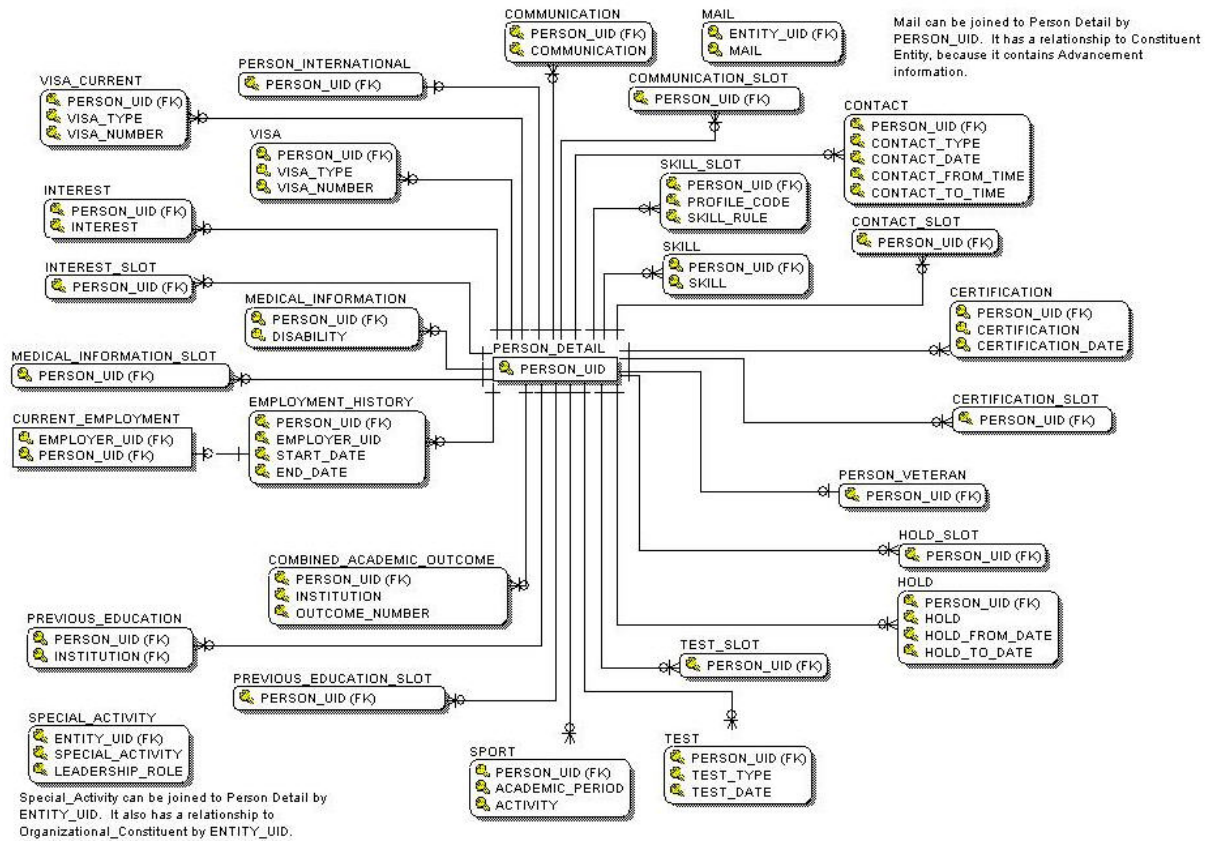 COMMUNICATION
PERSON_UID (FK)
COMMUNICATION
MAIL
ENTITY_UID (FK)
MAIL
Mail can be joined to Person Detail by
PERSON_UID. It has a relationship to Constituent
Entity, because it contains Advancement
information.
PERSON_INTERNATIONAL
PERSON_UID (FK)
COMMUNICATION_SLOT
PERSON_UID (FK)
VISA_CURRENT
PERSON_UID (FK)
VISA_TYPE
VISA_NUMBER
VISA
PERSON_UID (FK)
VISA_TYPE
VISA_NUMBER
CONTACT
PERSON_UID (FK)
CONTACT_TYPE
CONTACT_DATE
CONTACT_FROM_TIME
CONTACT_TO_TIME
SKILL_SLOT
PERSON_UID (FK)
PROFILE_CODE
SKILL_RULE
INTEREST
PERSON_UID (FK)
INTEREST
CONTACT_SLOT
PERSON_UID (FK)
SKILL
PERSON_UID (FK)
SKILL
INTEREST_SLOT
PERSON_UID (FK)
MEDICAL_INFORMATION
PERSON_UID (FK)
DISABILITY
CERTIFICATION
PERSON_UID (FK)
CERTIFICATION
CERTIFICATION_DATE
PERSON_DETAIL
PERSON_UID
MEDICAL_INFORMATION_SLOT
PERSON_UID (FK)
EMPLOYMENT_HISTORY
PERSON_UID (FK)
EMPLOYER_UID
START_DATE
END_DATE
CERTIFICATION_SLOT
PERSON_UID (FK)
CURRENT_EMPLOYMENT
EMPLOYER_UID (FK)
PERSON_UID (FK)
PERSON_VETERAN
PERSON_UID (FK)
HOLD_SLOT
PERSON_UID (FK)
COMBINED_ACADEMIC_OUTCOME
PERSON_UID (FK)
INSTITUTION
OUTCOME_NUMBER
HOLD
PERSON_UID (FK)
HOLD
HOLD_FROM_DATE
HOLD_TO_DATE
PREVIOUS_EDUCATION
PERSON_UID (FK)
INSTITUTION (FK)
TEST_SLOT
PERSON_UID (FK)
PREVIOUS_EDUCATION_SLOT
PERSON_UID (FK)
SPECIAL_ACTIVITY
ENTITY_UID (FK)
SPECIAL_ACTIVITY
LEADERSHIP_ROLE
Special_Activity can be joined to Person Detail by
ENTITY_UID. It also has a relationship to
Organizational_Constituent by ENTITY_UID.
SPORT
PERSON_UID (FK)
ACADEMIC_PERIOD
ACTIVITY
TEST
PERSON_UID (FK)
TEST_TYPE
TEST_DATE